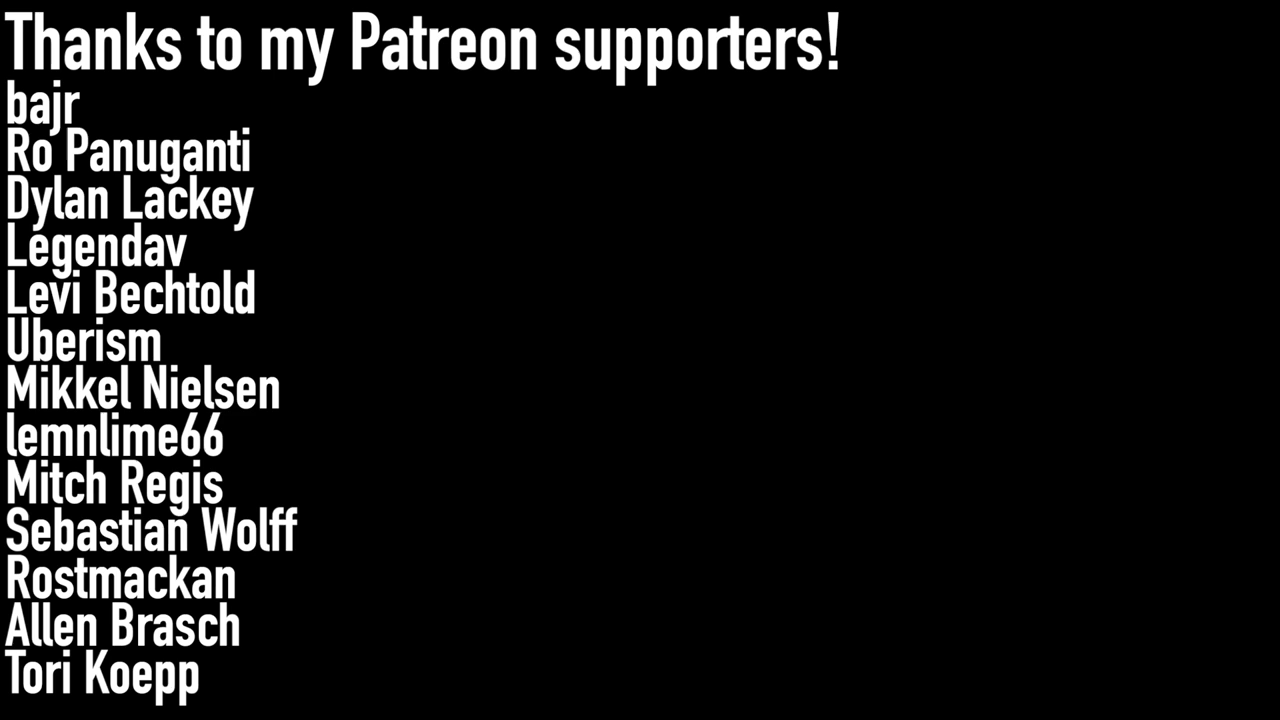 Thanks to my Patreon supporters!
bajr
Ro Panuganti
Dylan Lackey
Legendav
Levi Bechtold
Uberism
Mikkel Nielsen
lemnlime66
Mitch Regis
Sebastian Wolff
Rostmackan
Allen Brasch
Tori Koepp